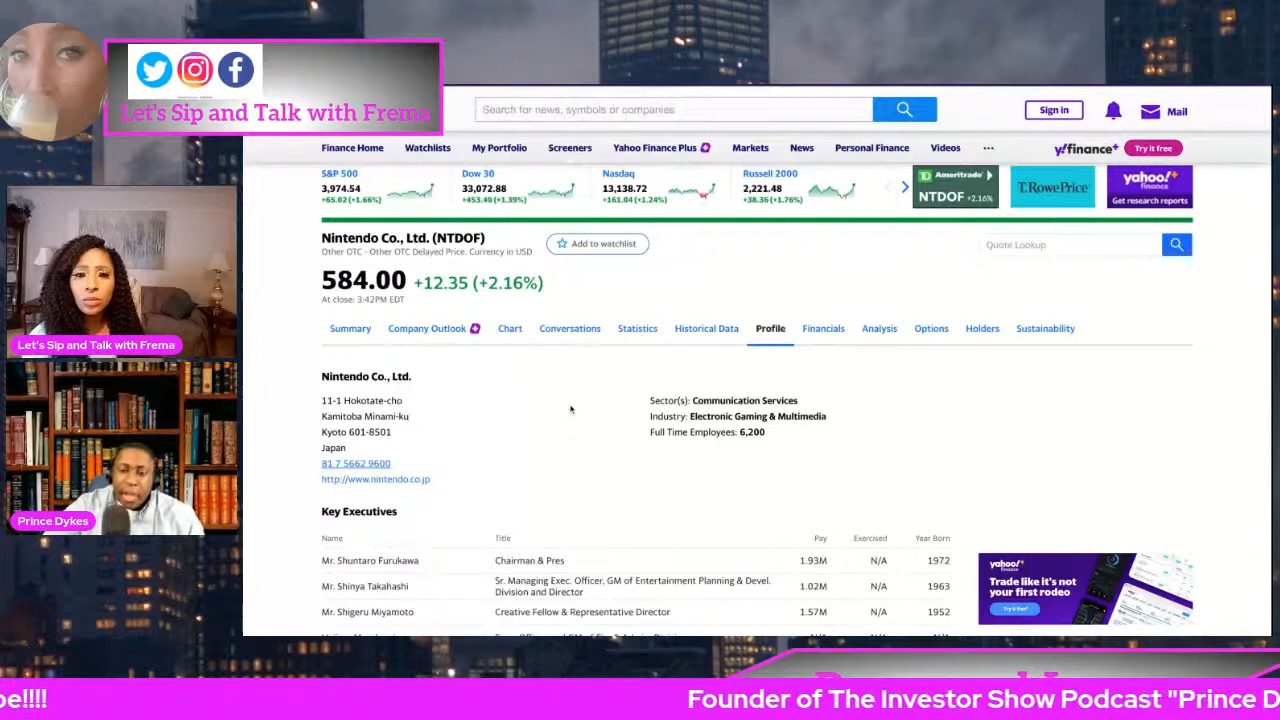 Let's Sip and Talk with Frema
Search for news, symbols or companies
Sign in
Mail
Finance Home
Watchlists
My Portfolio
Screeners
Yahoo Finance Plus
Markets
News
Personal Finance
Videos
...
y!finance+
Try it free
S&P 500
3,974.54
+65.02 (+1.66%)
Dow 30
33,072.88
+453.40 (+1.39%)
Nasdaq
13,138.72
+161.04 (+1.24%)
Russell 2000
2,221.48
+38.36 (+1.76%)
TD Ameritrade
NTDOF +2.16%
T.RowePrice
yahoo!
finance
Get research reports
Nintendo Co., Ltd. (NTDOF)
Other OTC - Other OTC Delayed Price. Currency in USD
Add to watchlist
Quote Lookup
584.00 +12.35 (+2.16%)
At close: 3:42PM EDT
Summary
Company Outlook
Chart
Conversations
Statistics
Historical Data
Profile
Financials
Analysis
Options
Holders
Sustainability
Let's Sip and Talk with Frema
Nintendo Co., Ltd.
11-1 Hokotate-cho
Kamitoba Minami-ku
Kyoto 601-8501
Japan
81 7 5662 9600
http://www.nintendo.co.jp
Sector(s): Communication Services
Industry: Electronic Gaming & Multimedia
Full Time Employees: 6,200
Key Executives
Name Title Pay Exercised Year Born
Mr. Shuntaro Furukawa Chairman & Pres 1.93M N/A 1972
Mr. Shinya Takahashi Sr. Managing Exec. Officer, GM of Entertainment Planning & Devel. Division and Director 1.02M N/A 1963
Mr. Shigeru Miyamoto Creative Fellow & Representative Director 1.57M N/A 1952
yahoo!
finance
Trade like it's not
your first rodeo
Try it free
Prince Dykes
be!!!!
Founder of The Investor Show Podcast "Prince D